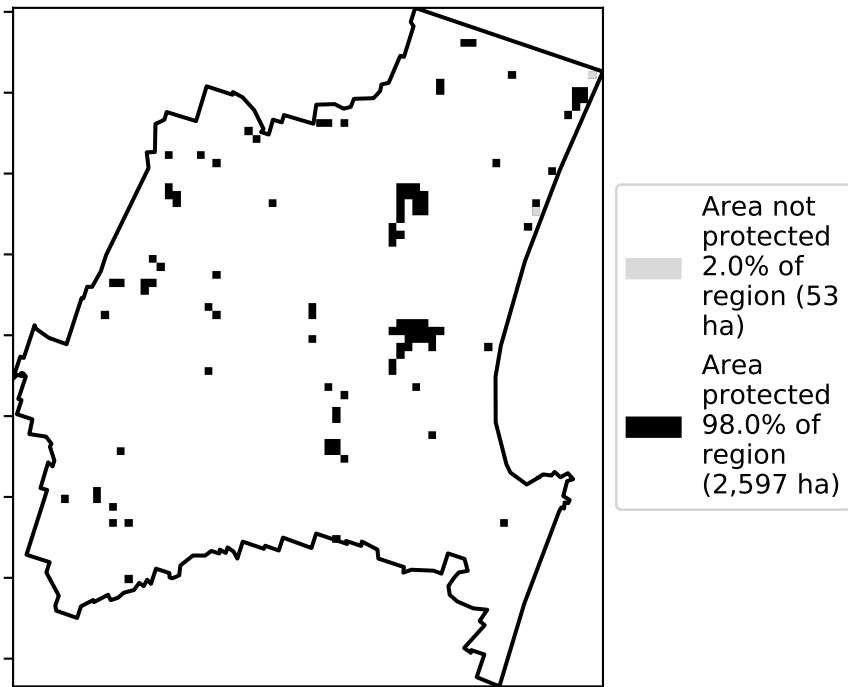 Area not
protected
2.0% of
region (53
ha)
Area
protected
98.0% of
region
(2,597 ha)